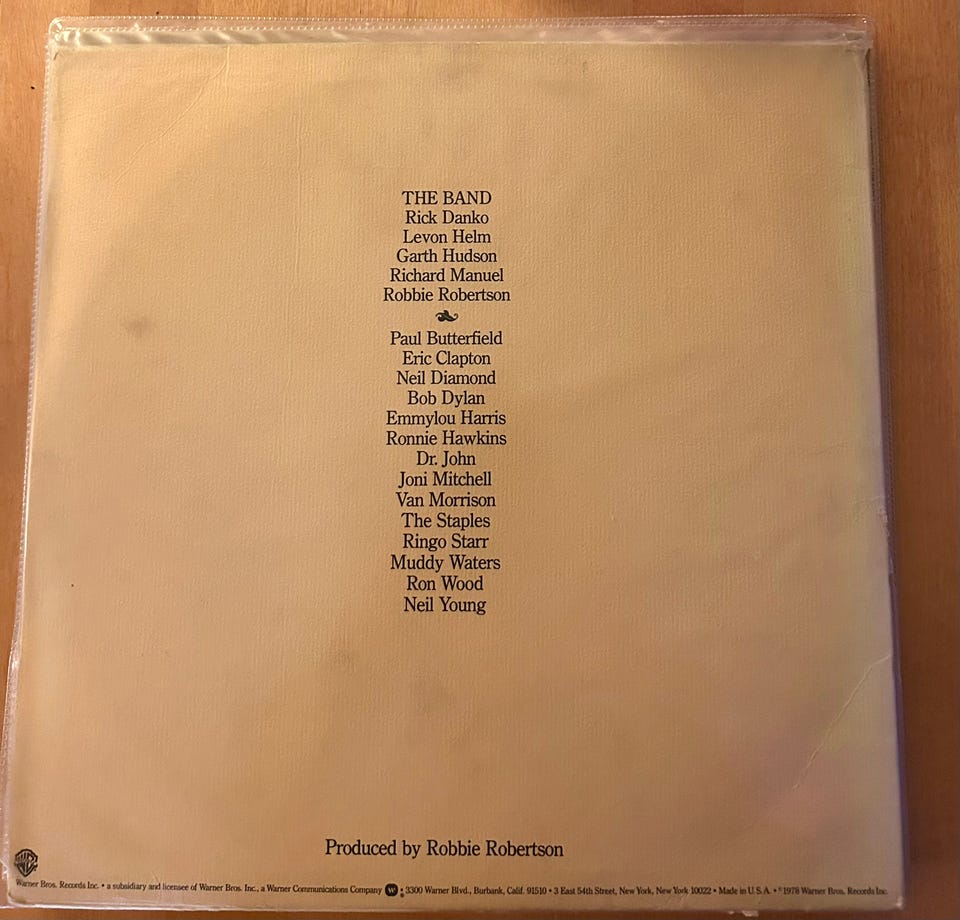 THE BAND
Rick Danko
Levon Helm
Garth Hudson
Richard Manuel
Robbie Robertson
Paul Butterfield
Eric Clapton
Neil Diamond
Bob Dylan
Emmylou Harris
Ronnie Hawkins
Dr. John
Joni Mitchell
Van Morrison
The Staples
Ringo Starr
Muddy Waters
Ron Wood
Neil Young
Produced by Robbie Robertson
Warner Bros. Records Inc. • a subsidiary and licensee of Warner Bros. Inc., a Warner Communications Company W • 3300 Warner Blvd., Burbank, Calif. 91510 • 3 East 54th Street, New York, New York 10022 • Made in U.S.A. • ℗1978 Warner Bros. Records Inc.